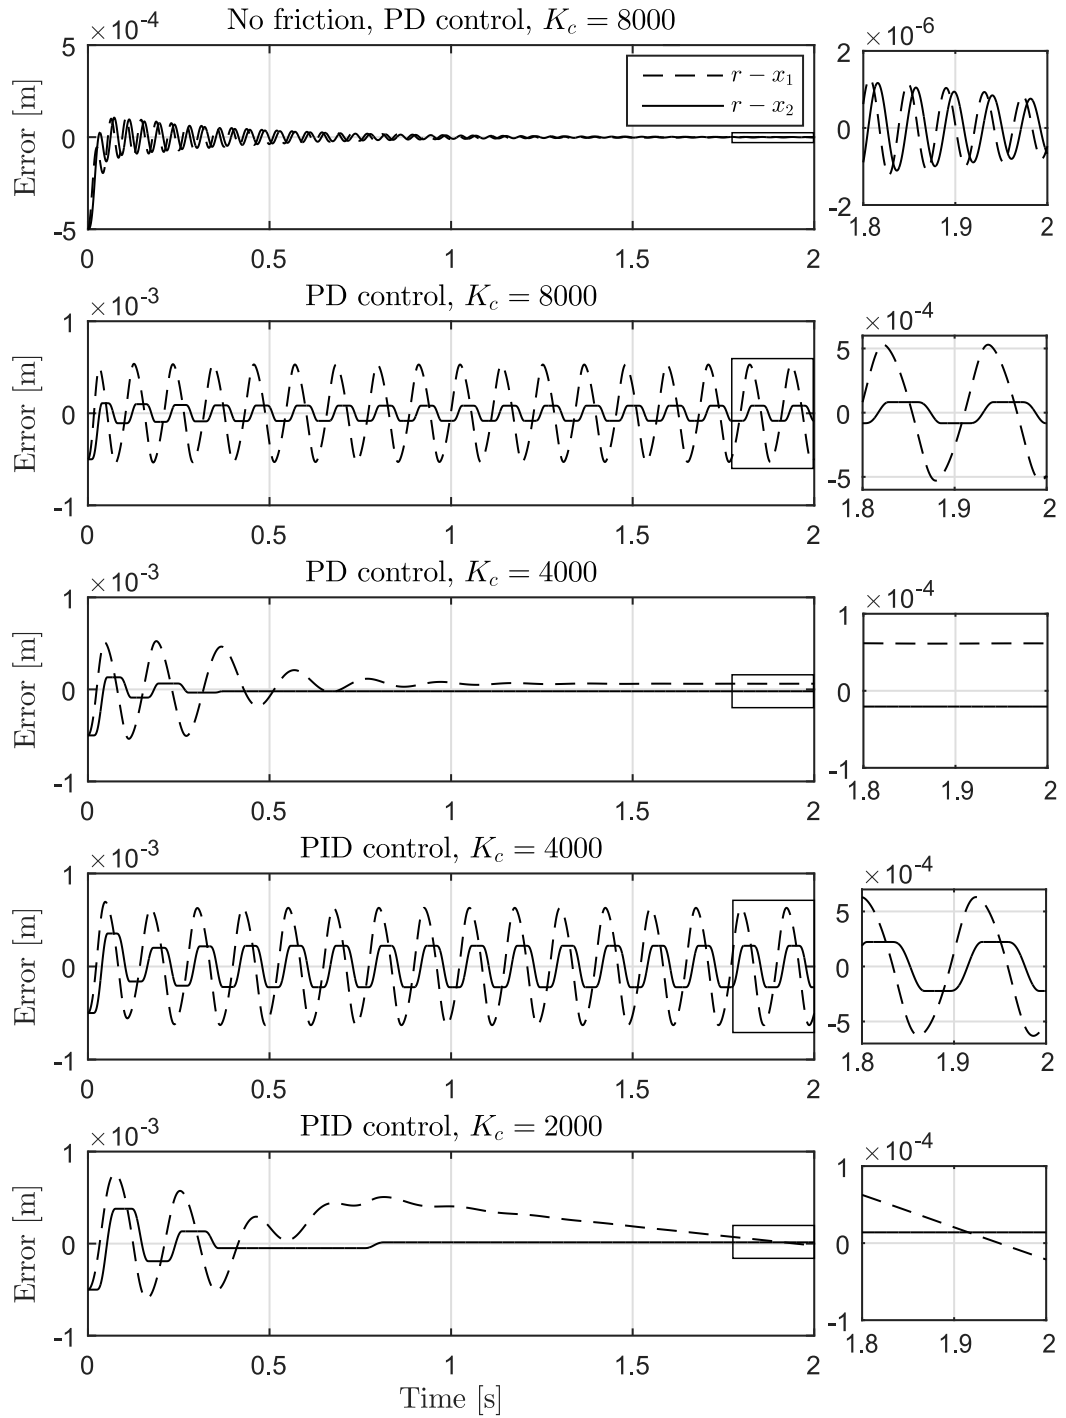 No friction, PD control, K_c = 8000
×10⁻⁴
5
0
-5
Error [m]
r − x₁
r − x₂
0 0.5 1 1.5 2
×10⁻⁶
2
0
-2
1.8 1.9 2
PD control, K_c = 8000
×10⁻³
1
0
-1
Error [m]
0 0.5 1 1.5 2
×10⁻⁴
5
0
-5
1.8 1.9 2
PD control, K_c = 4000
×10⁻³
1
0
-1
Error [m]
0 0.5 1 1.5 2
×10⁻⁴
1
0
-1
1.8 1.9 2
PID control, K_c = 4000
×10⁻³
1
0
-1
Error [m]
0 0.5 1 1.5 2
×10⁻⁴
5
0
-5
1.8 1.9 2
PID control, K_c = 2000
×10⁻³
1
0
-1
Error [m]
0 0.5 1 1.5 2
Time [s]
×10⁻⁴
1
0
-1
1.8 1.9 2